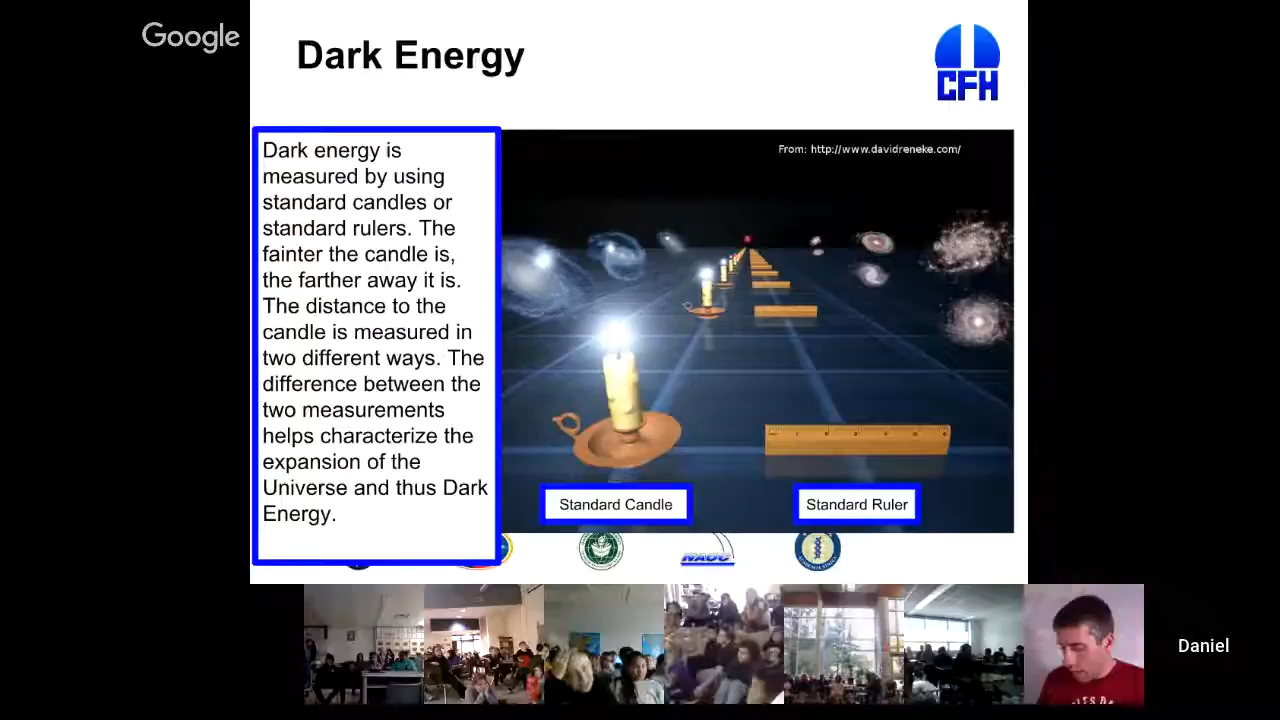 Google
Dark Energy
CFH
Dark energy is
measured by using
standard candles or
standard rulers. The
fainter the candle is,
the farther away it is.
The distance to the
candle is measured in
two different ways. The
difference between the
two measurements
helps characterize the
expansion of the
Universe and thus Dark
Energy.
From: http://www.davidreneke.com/
Standard Candle
Standard Ruler
NAOC
Daniel